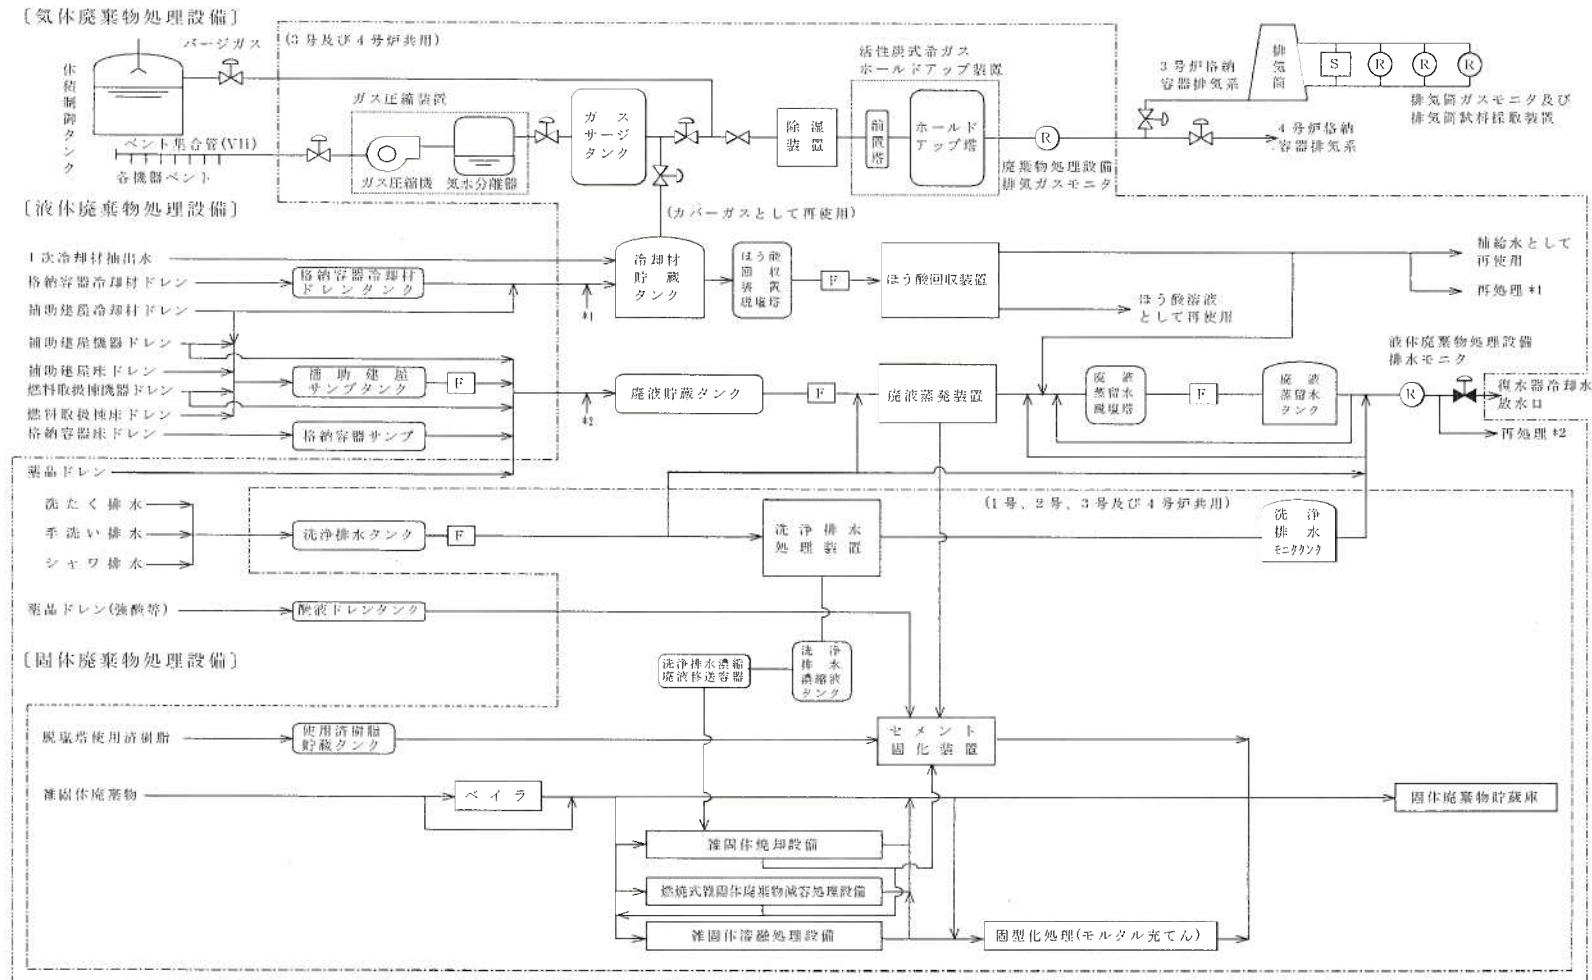 〔気体廃棄物処理設備〕
(3号及び4号炉共用)
体積制御タンク
パージガス
ベント集合管(VH)
各機器ベント
ガス圧縮装置
ガス圧縮機
気水分離器
ガス
サージ
タンク
除湿
装置
活性炭式希ガス
ホールドアップ装置
前置塔
ホールド
アップ塔
R
廃棄物処理設備
排気ガスモニタ
3号炉格納
容器排気系
排気筒
S
R
R
R
排気筒ガスモニタ及び
排気筒試料採取装置
4号炉格納
容器排気系
〔液体廃棄物処理設備〕
(カバーガスとして再使用)
1次冷却材抽出水
格納容器冷却材ドレン
格納容器冷却材
ドレンタンク
補助建屋冷却材ドレン
*1
冷却材
貯蔵
タンク
ほう酸
回収
装置
脱塩塔
F
ほう酸回収装置
補給水として
再使用
再処理*1
ほう酸溶液
として再使用
補助建屋機器ドレン
補助建屋床ドレン
燃料取扱棟機器ドレン
燃料取扱棟床ドレン
補助建屋
サンプタンク
F
格納容器床ドレン
格納容器サンプ
*2
廃液貯蔵タンク
F
廃液蒸発装置
廃液
蒸留水
脱塩塔
F
廃液
蒸留水
タンク
液体廃棄物処理設備
排水モニタ
R
復水器冷却水
放水口
再処理*2
薬品ドレン
(1号、2号、3号及び4号炉共用)
洗たく排水
手洗い排水
シャワ排水
洗浄排水タンク
F
洗浄排水
処理装置
洗浄
排水
モニタタンク
薬品ドレン(強酸等)
酸液ドレンタンク
〔固体廃棄物処理設備〕
洗浄排水濃縮
廃液移送容器
洗浄
排水
濃縮液
タンク
脱塩塔使用済樹脂
使用済樹脂
貯蔵タンク
セメント
固化装置
雑固体廃棄物
ベイラ
固体廃棄物貯蔵庫
雑固体焼却設備
燃焼式雑固体廃棄物減容処理設備
雑固体溶融処理設備
固型化処理(モルタル充てん)